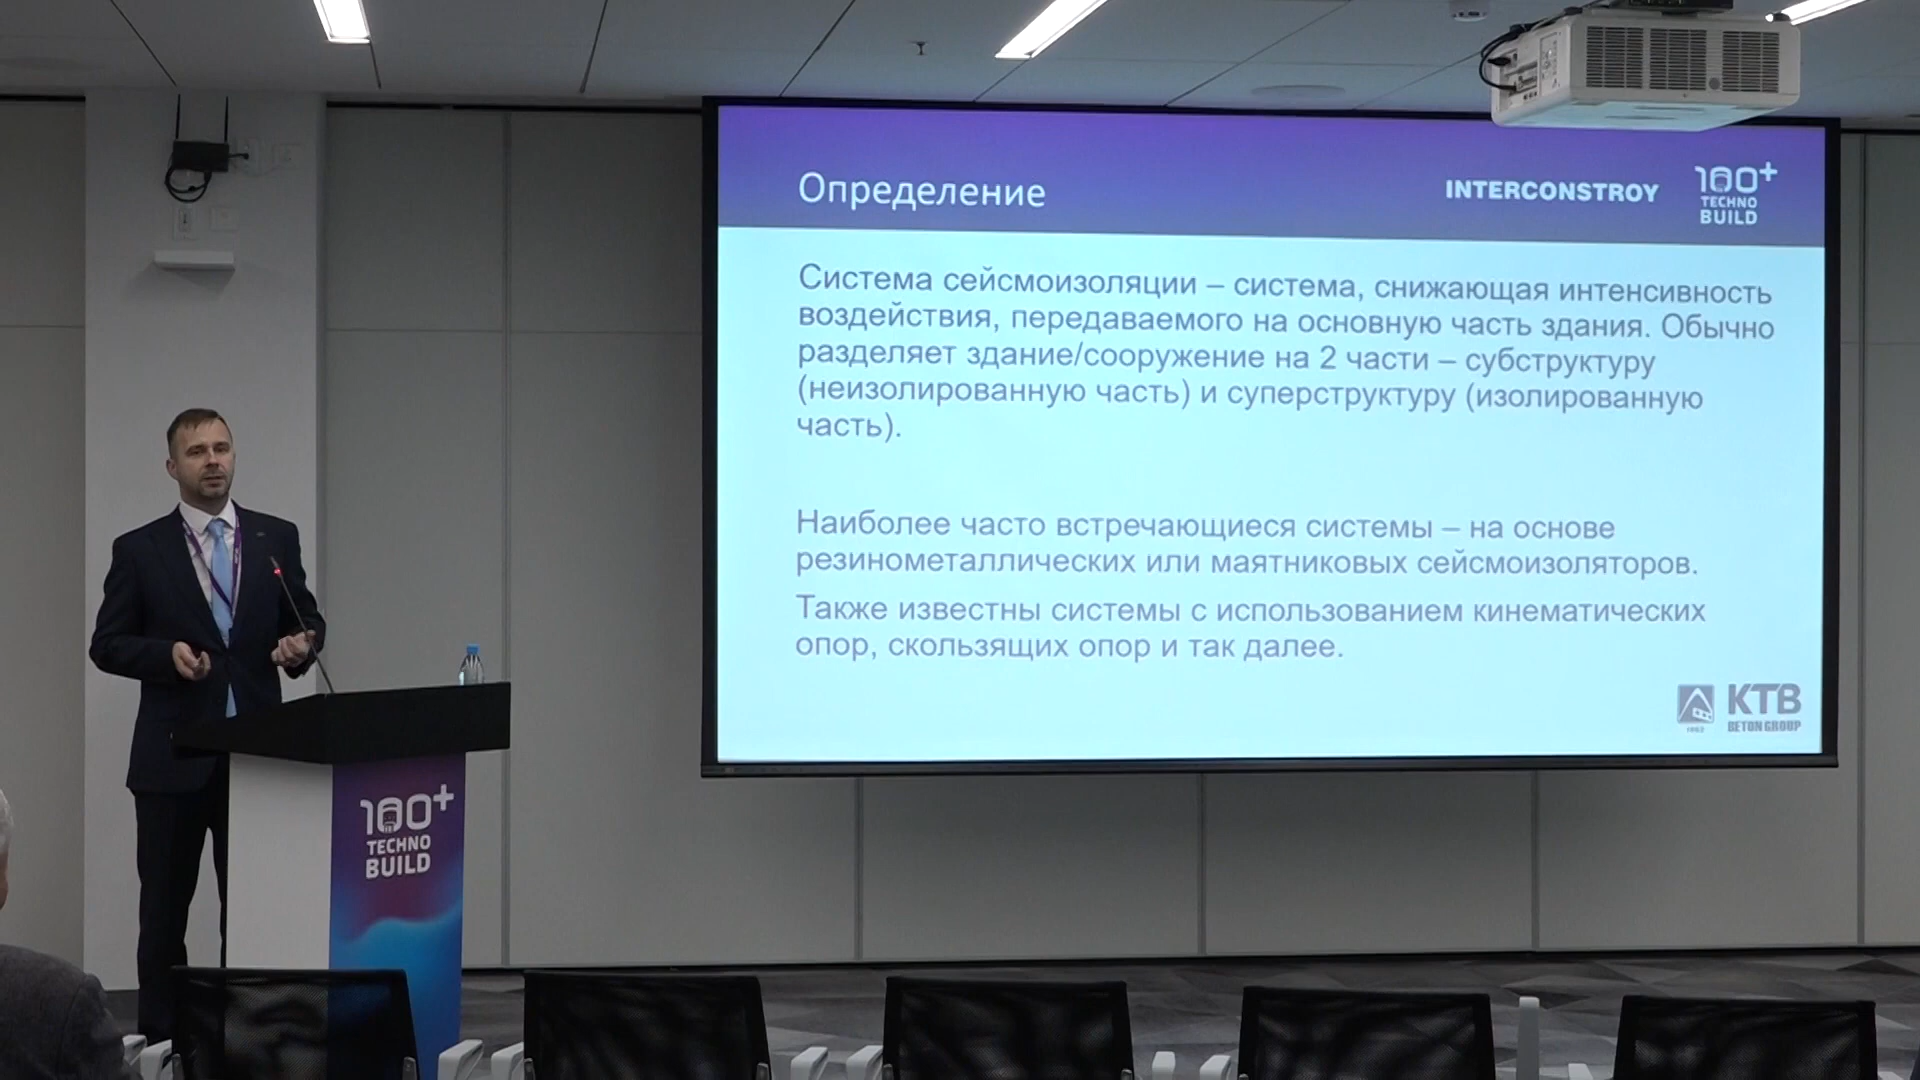 Определение
INTERCONSTROY
100+
TECHNO
BUILD
Система сейсмоизоляции – система, снижающая интенсивность
воздействия, передаваемого на основную часть здания. Обычно
разделяет здание/сооружение на 2 части – субструктуру
(неизолированную часть) и суперструктуру (изолированную
часть).
Наиболее часто встречающиеся системы – на основе
резинометаллических или маятниковых сейсмоизоляторов.
Также известны системы с использованием кинематических
опор, скользящих опор и так далее.
КТБ
BETON GROUP
100+
TECHNO
BUILD